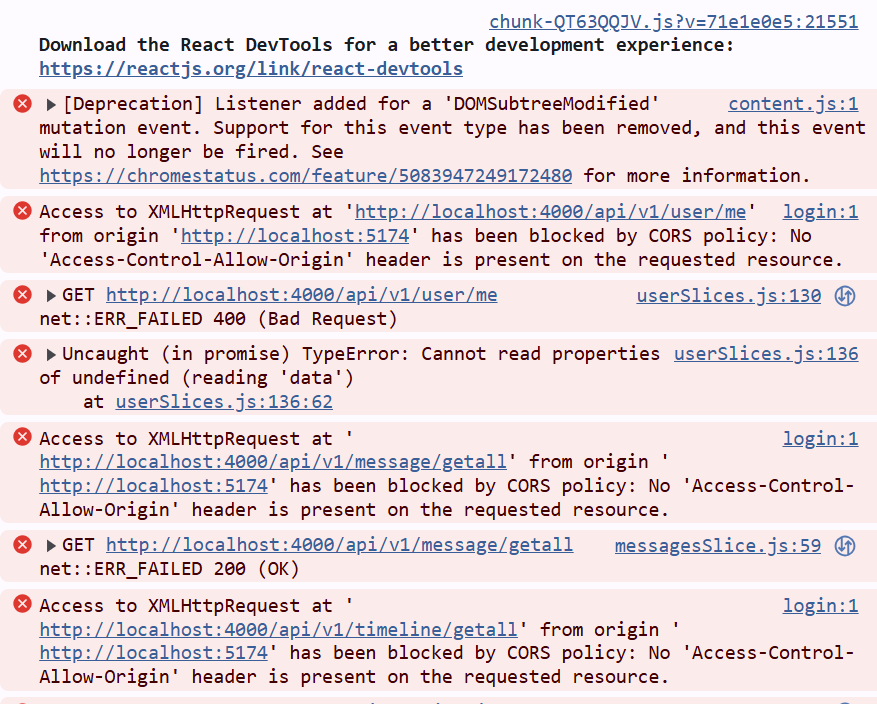 chunk-QT63QQJV.js?v=71e1e0e5:21551
Download the React DevTools for a better development experience:
https://reactjs.org/link/react-devtools
[Deprecation] Listener added for a 'DOMSubtreeModified' content.js:1
mutation event. Support for this event type has been removed, and this event
will no longer be fired. See
https://chromestatus.com/feature/5083947249172480 for more information.
Access to XMLHttpRequest at 'http://localhost:4000/api/v1/user/me' login:1
from origin 'http://localhost:5174' has been blocked by CORS policy: No
'Access-Control-Allow-Origin' header is present on the requested resource.
GET http://localhost:4000/api/v1/user/me userSlices.js:130
net::ERR_FAILED 400 (Bad Request)
Uncaught (in promise) TypeError: Cannot read properties userSlices.js:136
of undefined (reading 'data')
at userSlices.js:136:62
Access to XMLHttpRequest at ' login:1
http://localhost:4000/api/v1/message/getall' from origin '
http://localhost:5174' has been blocked by CORS policy: No 'Access-Control-
Allow-Origin' header is present on the requested resource.
GET http://localhost:4000/api/v1/message/getall messagesSlice.js:59
net::ERR_FAILED 200 (OK)
Access to XMLHttpRequest at ' login:1
http://localhost:4000/api/v1/timeline/getall' from origin '
http://localhost:5174' has been blocked by CORS policy: No 'Access-Control-
Allow-Origin' header is present on the requested resource.